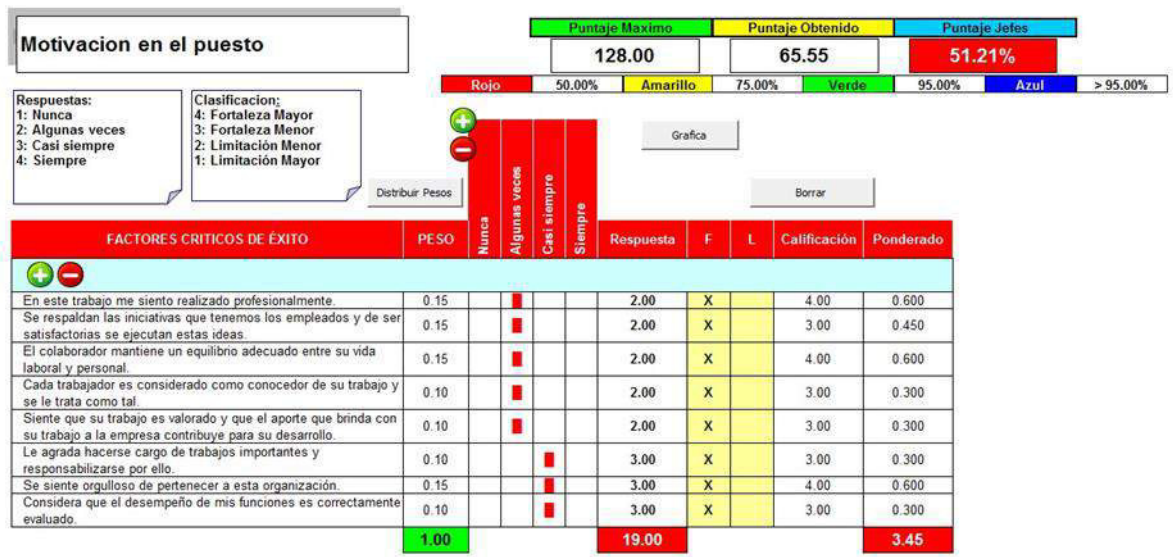 Motivacion en el puesto
Puntaje Maximo Puntaje Obtenido Puntaje Jefes
128.00 65.55 51.21%
Rojo 50.00% Amarillo 75.00% Verde 95.00% Azul > 95.00%
Respuestas:
1: Nunca
2: Algunas veces
3: Casi siempre
4: Siempre
Clasificacion:
4: Fortaleza Mayor
3: Fortaleza Menor
2: Limitación Menor
1: Limitación Mayor
Grafica
Distribuir Pesos
Borrar
FACTORES CRITICOS DE ÉXITO PESO Nunca Algunas veces Casi siempre Siempre Respuesta F L Calificación Ponderado
En este trabajo me siento realizado profesionalmente. 0.15 2.00 X 4.00 0.600
Se respaldan las iniciativas que tenemos los empleados y de ser
satisfactorias se ejecutan estas ideas. 0.15 2.00 X 3.00 0.450
El colaborador mantiene un equilibrio adecuado entre su vida
laboral y personal. 0.15 2.00 X 4.00 0.600
Cada trabajador es considerado como conocedor de su trabajo y
se le trata como tal. 0.10 2.00 X 3.00 0.300
Siente que su trabajo es valorado y que el aporte que brinda con
su trabajo a la empresa contribuye para su desarrollo. 0.10 2.00 X 3.00 0.300
Le agrada hacerse cargo de trabajos importantes y
responsabilizarse por ello. 0.10 3.00 X 3.00 0.300
Se siente orgulloso de pertenecer a esta organización. 0.15 3.00 X 4.00 0.600
Considera que el desempeño de mis funciones es correctamente
evaluado. 0.10 3.00 X 3.00 0.300
1.00 19.00 3.45